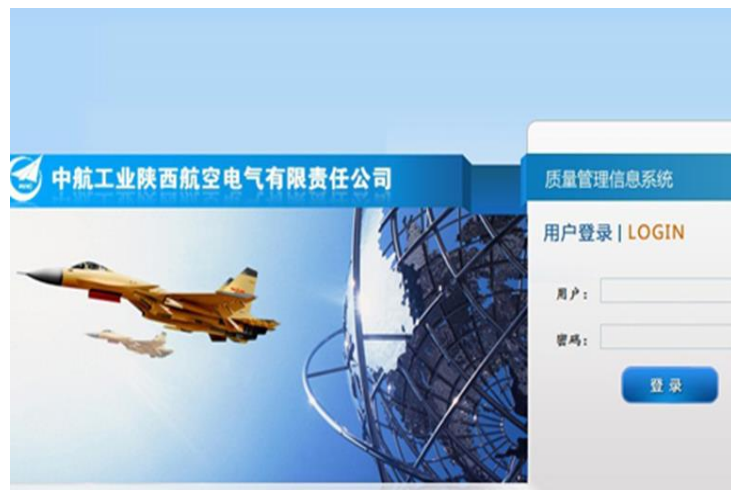 中航工业陕西航空电气有限责任公司
质量管理信息系统
用户登录 | LOGIN
用户：
密码：
登录